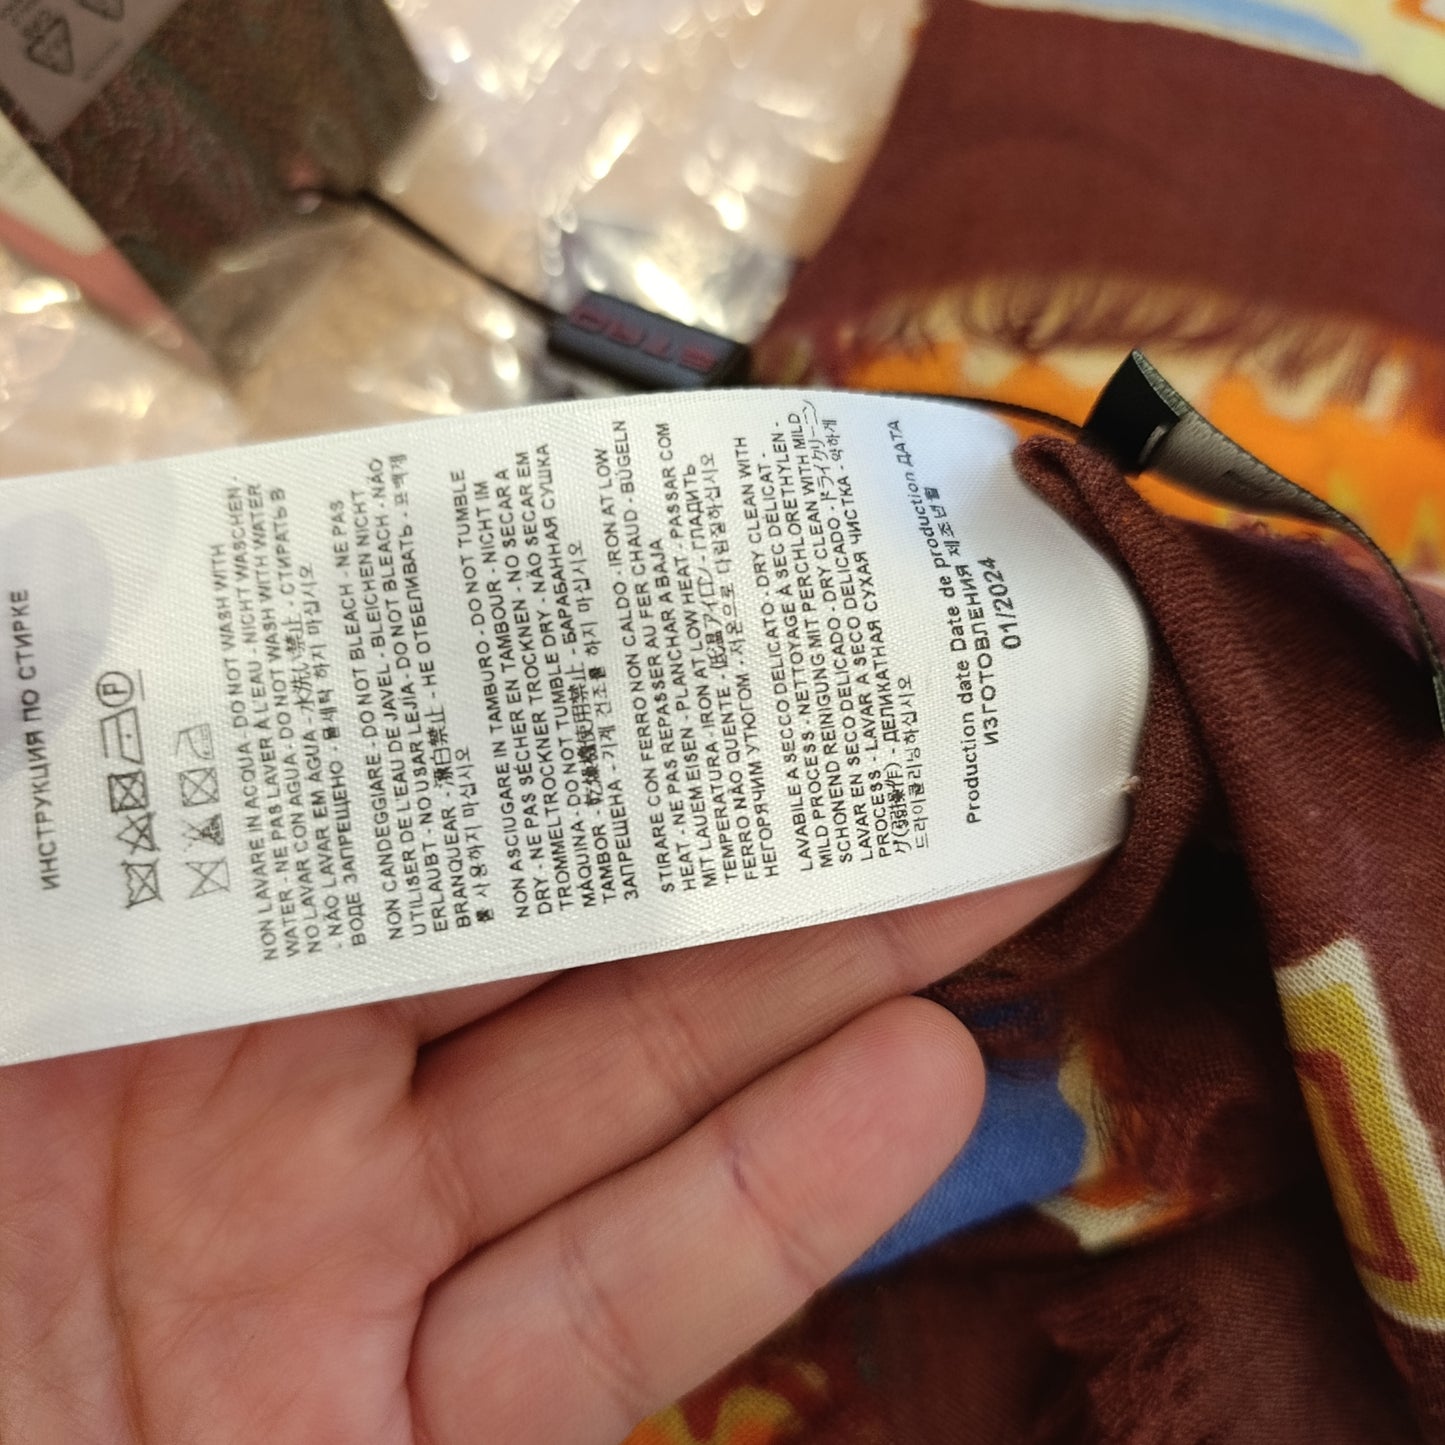 ИНСТРУКЦИЯ ПО СТИРКЕ
P
NON LAVARE IN ACQUA - DO NOT WASH WITH
WATER - NE PAS LAVER À L'EAU - NICHT WASCHEN -
NO LAVAR CON AGUA - DO NOT WASH WITH WATER
- NÃO LAVAR EM ÁGUA - 水洗い禁止 - СТИРАТЬ В
ВОДЕ ЗАПРЕЩЕНО - 물세탁 하지 마십시오
NON CANDEGGIARE - DO NOT BLEACH - NE PAS
UTILISER DE L'EAU DE JAVEL - BLEICHEN NICHT
ERLAUBT - NO USAR LEJIA - DO NOT BLEACH - NÃO
BRANQUEAR - 漂白禁止 - НЕ ОТБЕЛИВАТЬ - 표백제
를 사용하지 마십시오
NON ASCIUGARE IN TAMBURO - DO NOT TUMBLE
DRY - NE PAS SÉCHER EN TAMBOUR - NICHT IM
TROMMELTROCKNER TROCKNEN - NO SECAR A
MÁQUINA - DO NOT TUMBLE DRY - NÃO SECAR EM
TAMBOR - 乾燥機使用禁止 - БАРАБАННАЯ СУШКА
ЗАПРЕЩЕНА - 기계 건조를 하지 마십시오
STIRARE CON FERRO NON CALDO - IRON AT LOW
HEAT - NE PAS REPASSER AU FER CHAUD - BÜGELN
MIT LAUEM EISEN - PLANCHAR A BAJA
TEMPERATURA - IRON AT LOW HEAT - PASSAR COM
FERRO NÃO QUENTE - 低温アイロン - ГЛАДИТЬ
НЕГОРЯЧИМ УТЮГОМ - 저온으로 다림질하십시오
LAVABILE A SECCO DELICATO - DRY CLEAN WITH
MILD PROCESS - NETTOYAGE À SEC DÉLICAT -
SCHONEND REINIGUNG MIT PERCHLORETHYLEN -
LAVAR EN SECO DELICADO - DRY CLEAN WITH MILD
PROCESS - LAVAR A SECO DELICADO - ドライクリーニン
グ(弱操作) - ДЕЛИКАТНАЯ СУХАЯ ЧИСТКА - 약하게
드라이클리닝하십시오
Production date Date de production ДАТА
ИЗГОТОВЛЕНИЯ 제조년월
01/2024
ETRO